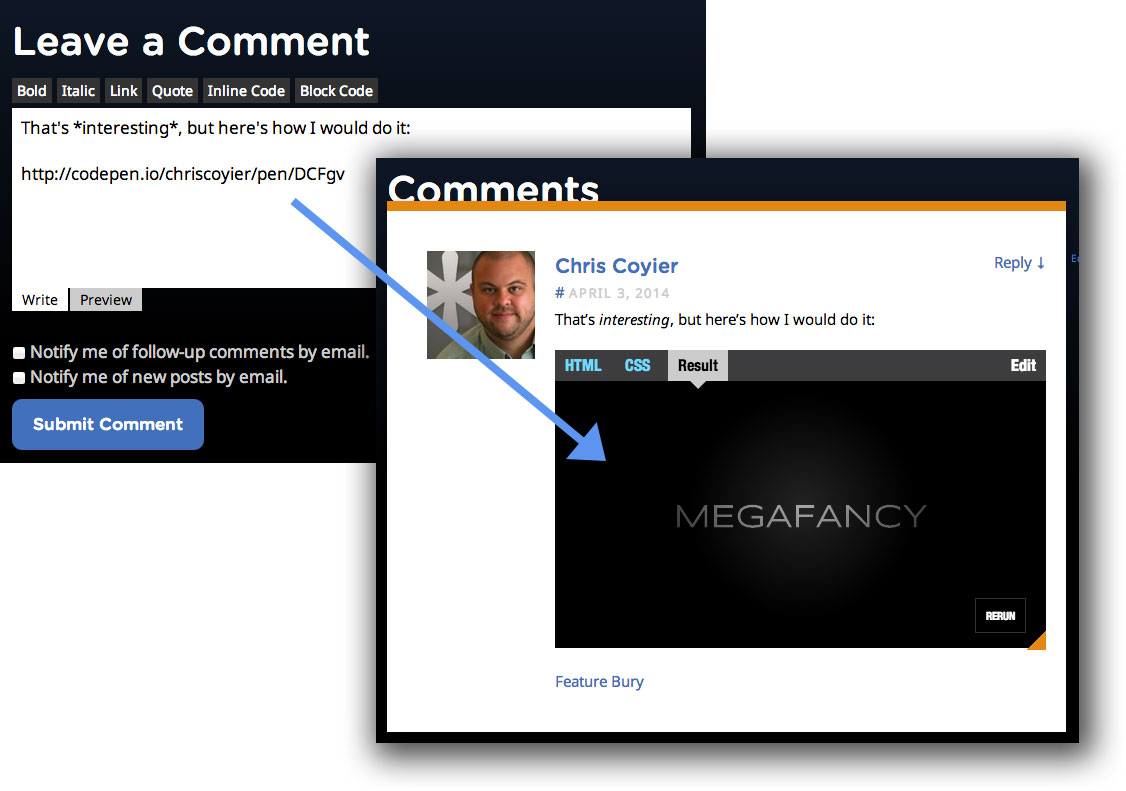 Leave a Comment
Bold Italic Link Quote Inline Code Block Code
That's *interesting*, but here's how I would do it:
http://codepen.io/chriscoyier/pen/DCFgv
Write Preview
Notify me of follow-up comments by email.
Notify me of new posts by email.
Submit Comment
Comments
Chris Coyier
Reply ↓
# APRIL 3, 2014
That’s interesting, but here’s how I would do it:
HTML CSS Result Edit
MEGAFANCY
RERUN
Feature Bury